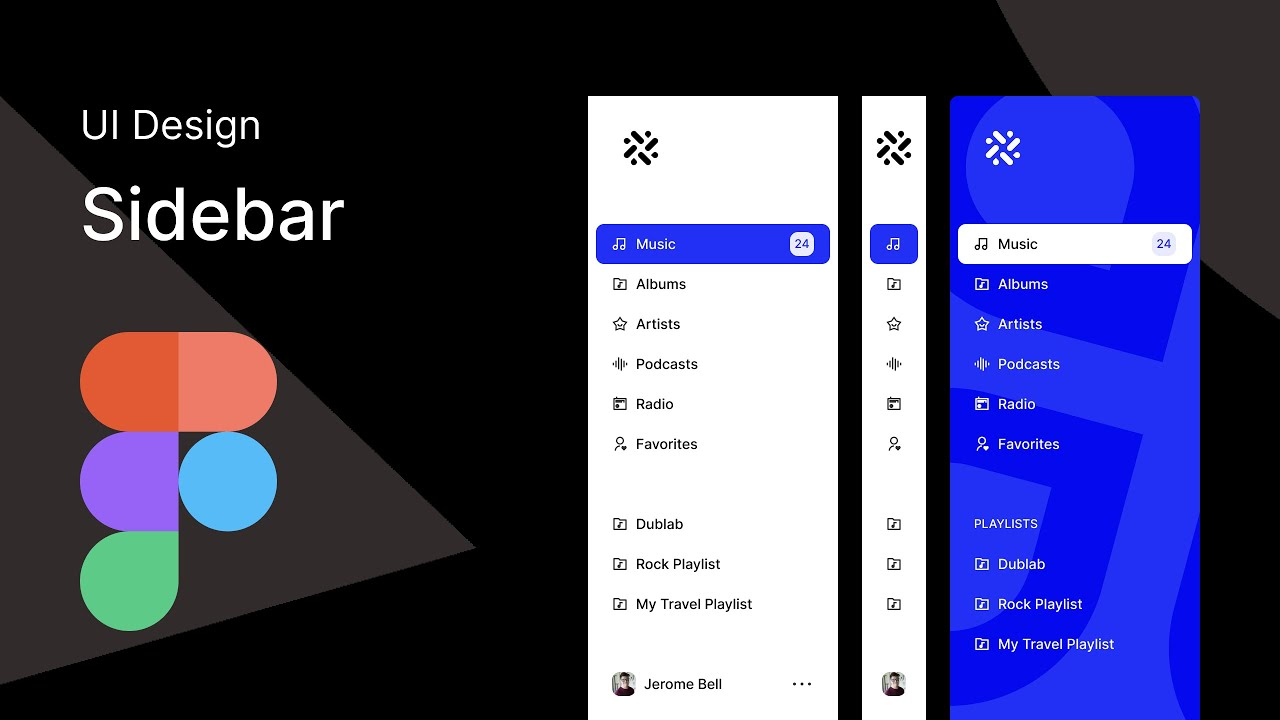 UI Design
Sidebar
Music 24
Albums
Artists
Podcasts
Radio
Favorites
Dublab
Rock Playlist
My Travel Playlist
Jerome Bell
Music 24
Albums
Artists
Podcasts
Radio
Favorites
PLAYLISTS
Dublab
Rock Playlist
My Travel Playlist